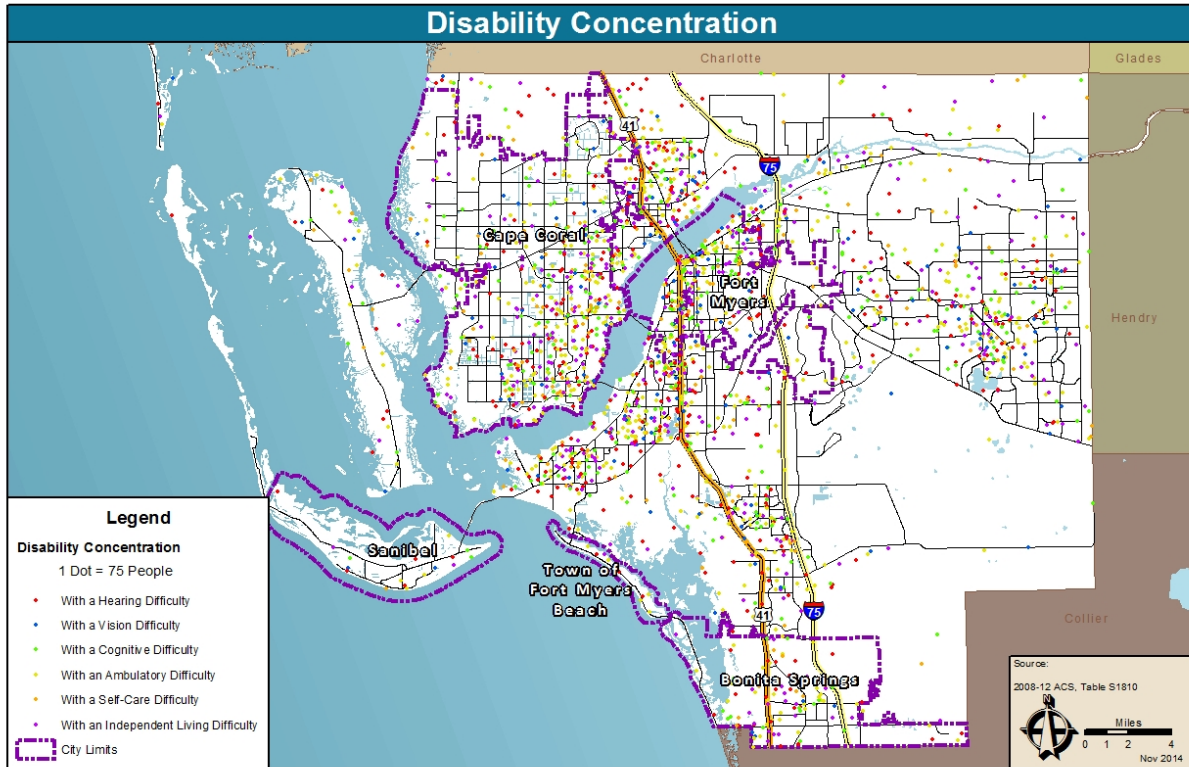 Disability Concentration
Charlotte
Glades
41
75
Cape Coral
Fort
Myers
Hendry
Sanibel
Town of
Fort Myers
Beach
41
75
Collier
Bonita Springs
Legend
Disability Concentration
1 Dot = 75 People
With a Hearing Difficulty
With a Vision Difficulty
With a Cognitive Difficulty
With an Ambulatory Difficulty
With a Self-Care Difficulty
With an Independent Living Difficulty
City Limits
Source:
2008-12 ACS, Table S1810
N
Miles
0 1 2 4
Nov 2014